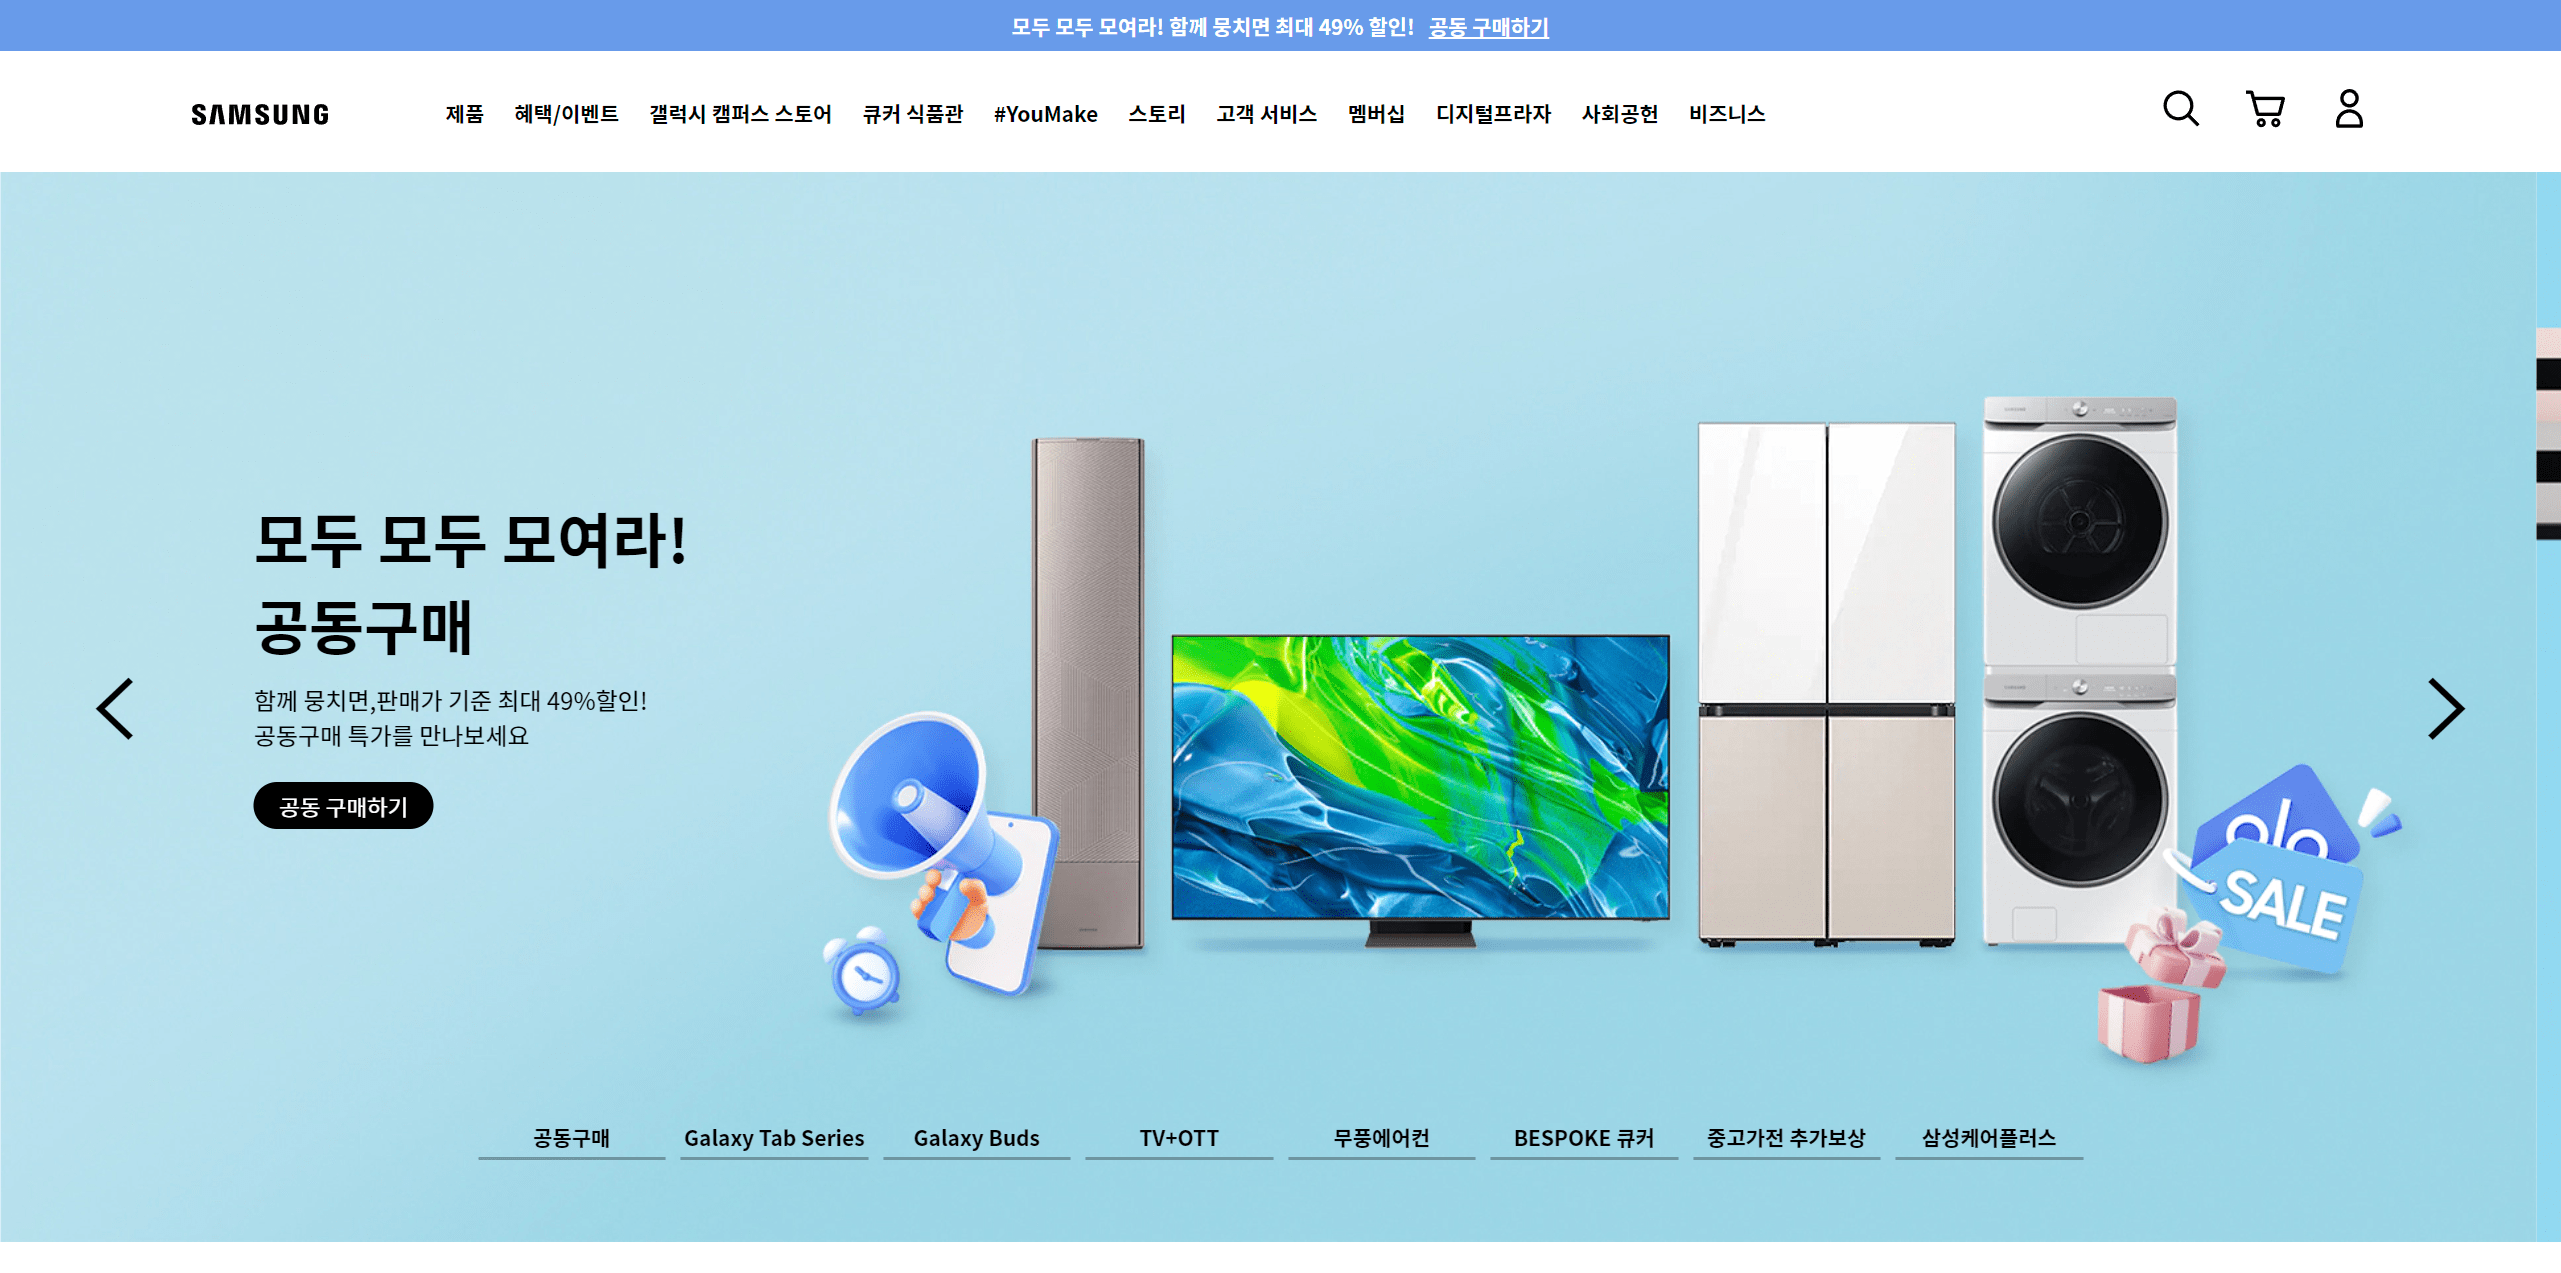 모두 모두 모여라! 함께 뭉치면 최대 49% 할인! 공동 구매하기
SAMSUNG 제품 혜택/이벤트 갤럭시 캠퍼스 스토어 큐커 식품관 #YouMake 스토리 고객 서비스 멤버십 디지털프라자 사회공헌 비즈니스
모두 모두 모여라!
공동구매
함께 뭉치면,판매가 기준 최대 49%할인!
공동구매 특가를 만나보세요
공동 구매하기
SALE
공동구매 Galaxy Tab Series Galaxy Buds TV+OTT 무풍에어컨 BESPOKE 큐커 중고가전 추가보상 삼성케어플러스